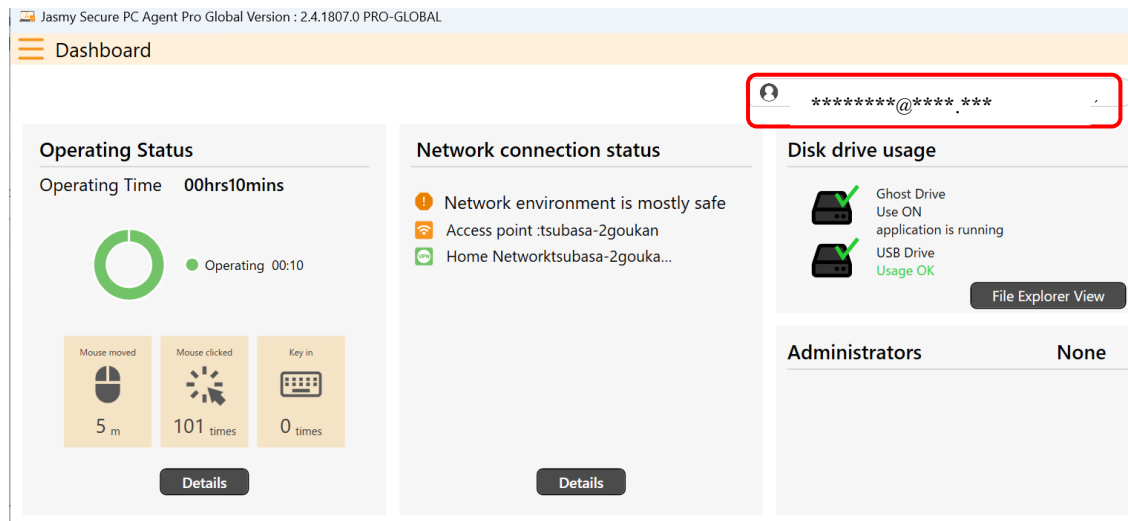 Jasmy Secure PC Agent Pro Global Version : 2.4.1807.0 PRO-GLOBAL
Dashboard
********@****.***
Operating Status
Operating Time 00hrs10mins
Operating 00:10
Mouse moved
5 m
Mouse clicked
101 times
Key in
0 times
Details
Network connection status
! Network environment is mostly safe
Access point :tsubasa-2goukan
VPN Home Networktsubasa-2gouka...
Details
Disk drive usage
Ghost Drive
Use ON
application is running
USB Drive
Usage OK
File Explorer View
Administrators None